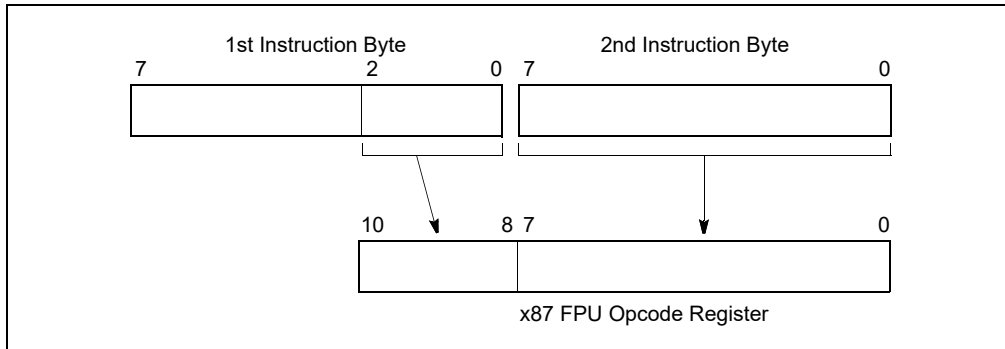 1st Instruction Byte 2nd Instruction Byte
7 2 0 7 0
10 8 7 0
x87 FPU Opcode Register